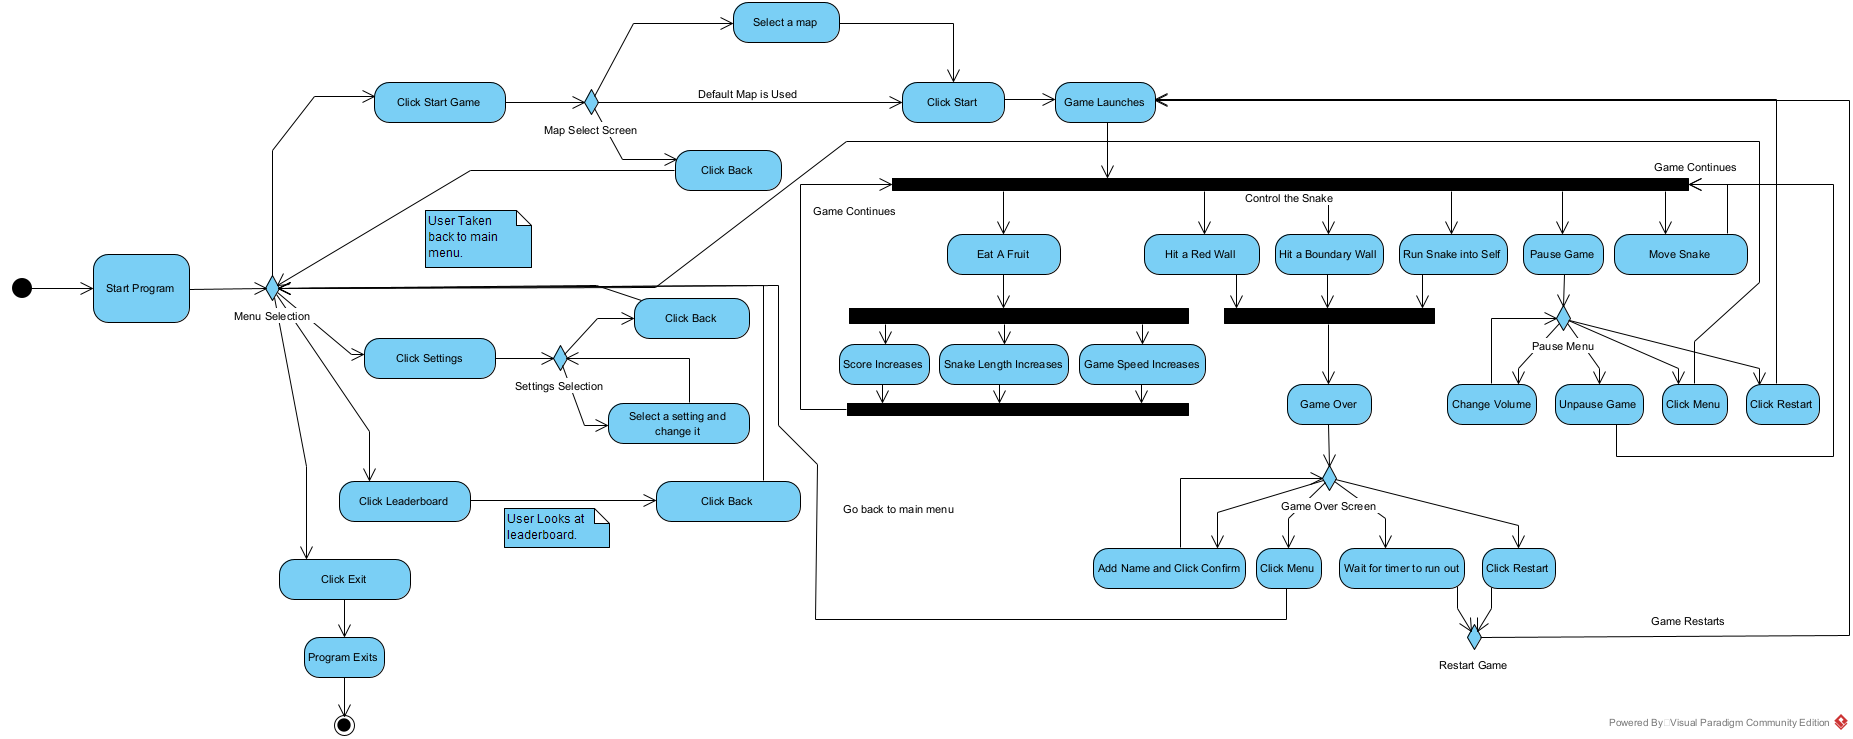 Select a map
Click Start Game
Default Map is Used
Click Start
Game Launches
Map Select Screen
Click Back
Game Continues
Control the Snake
Game Continues
User Taken
back to main
menu.
Eat A Fruit
Hit a Red Wall
Hit a Boundary Wall
Run Snake into Self
Pause Game
Move Snake
Start Program
Menu Selection
Click Back
Click Settings
Settings Selection
Select a setting and
change it
Score Increases
Snake Length Increases
Game Speed Increases
Pause Menu
Game Over
Change Volume
Unpause Game
Click Menu
Click Restart
Click Leaderboard
Click Back
User Looks at
leaderboard.
Go back to main menu
Game Over Screen
Add Name and Click Confirm
Click Menu
Wait for timer to run out
Click Restart
Click Exit
Game Restarts
Restart Game
Program Exits
Powered By Visual Paradigm Community Edition